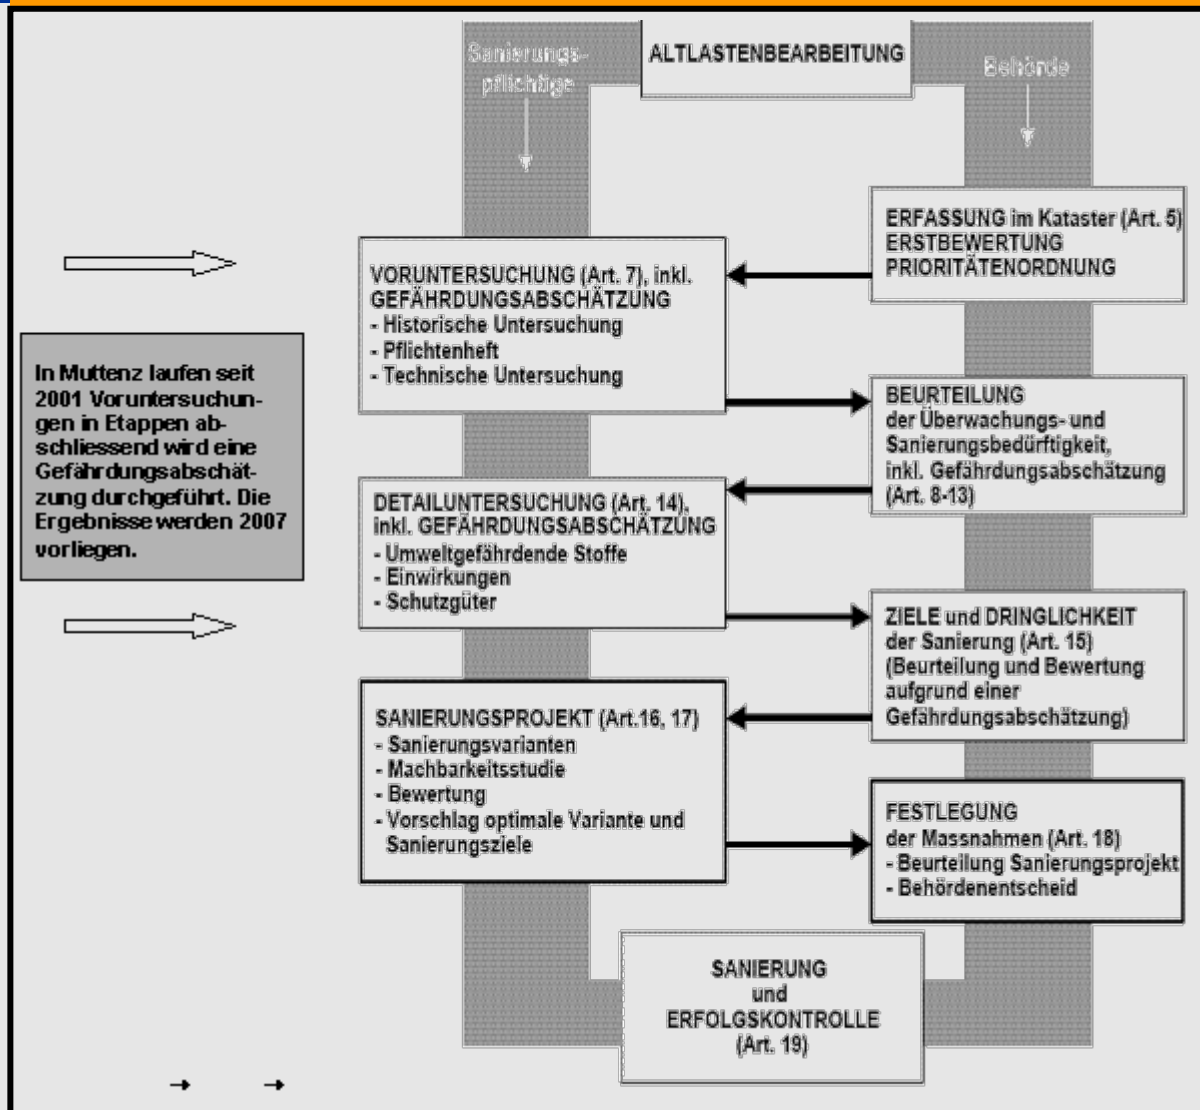 ALTLASTENBEARBEITUNG
Sanierungs-
pflichtige
Behörde
ERFASSUNG im Kataster (Art. 5)
ERSTBEWERTUNG
PRIORITÄTENORDNUNG
VORUNTERSUCHUNG (Art. 7), inkl.
GEFÄHRDUNGSABSCHÄTZUNG
- Historische Untersuchung
- Pflichtenheft
- Technische Untersuchung
In Muttenz laufen seit
2001 Voruntersuchun-
gen in Etappen ab-
schliessend wird eine
Gefährdungsabschät-
zung durchgeführt. Die
Ergebnisse werden 2007
vorliegen.
BEURTEILUNG
der Überwachungs- und
Sanierungsbedürftigkeit,
inkl. Gefährdungsabschätzung
(Art. 8-13)
DETAILUNTERSUCHUNG (Art. 14),
inkl. GEFÄHRDUNGSABSCHÄTZUNG
- Umweltgefährdende Stoffe
- Einwirkungen
- Schutzgüter
ZIELE und DRINGLICHKEIT
der Sanierung (Art. 15)
(Beurteilung und Bewertung
aufgrund einer
Gefährdungsabschätzung)
SANIERUNGSPROJEKT (Art.16, 17)
- Sanierungsvarianten
- Machbarkeitsstudie
- Bewertung
- Vorschlag optimale Variante und
Sanierungsziele
FESTLEGUNG
der Massnahmen (Art. 18)
- Beurteilung Sanierungsprojekt
- Behördenentscheid
SANIERUNG
und
ERFOLGSKONTROLLE
(Art. 19)